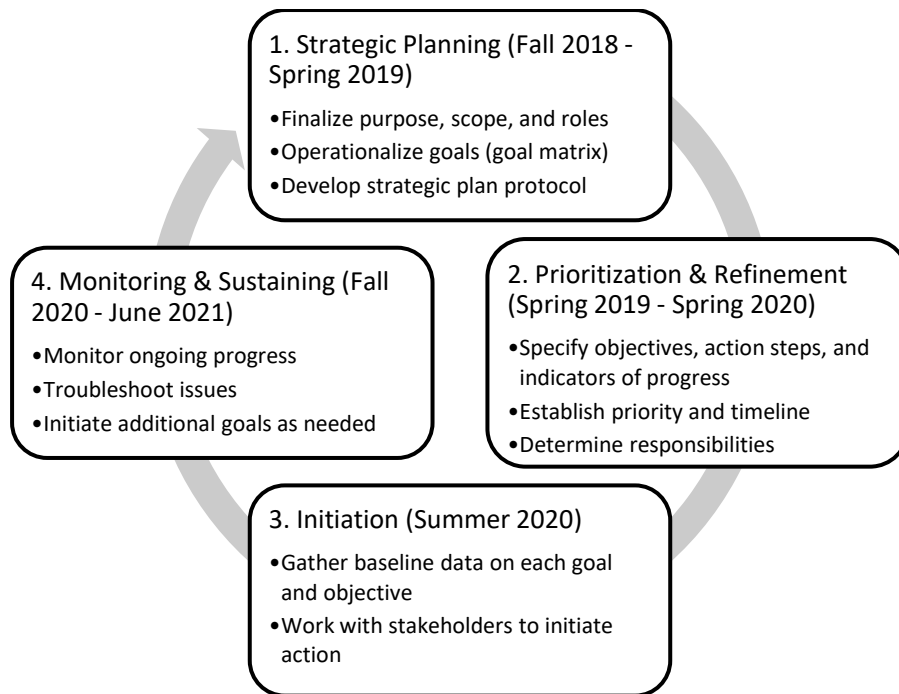 1. Strategic Planning (Fall 2018 -
Spring 2019)
•Finalize purpose, scope, and roles
•Operationalize goals (goal matrix)
•Develop strategic plan protocol
2. Prioritization & Refinement
(Spring 2019 - Spring 2020)
•Specify objectives, action steps, and
indicators of progress
•Establish priority and timeline
•Determine responsibilities
3. Initiation (Summer 2020)
•Gather baseline data on each goal
and objective
•Work with stakeholders to initiate
action
4. Monitoring & Sustaining (Fall
2020 - June 2021)
•Monitor ongoing progress
•Troubleshoot issues
•Initiate additional goals as needed